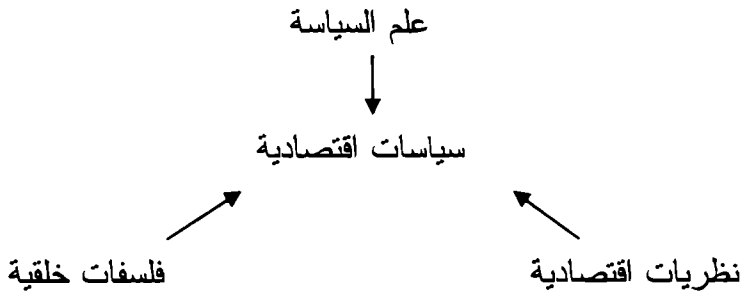 علم السياسة
سياسات اقتصادية
نظريات اقتصادية
فلسفات خلقية